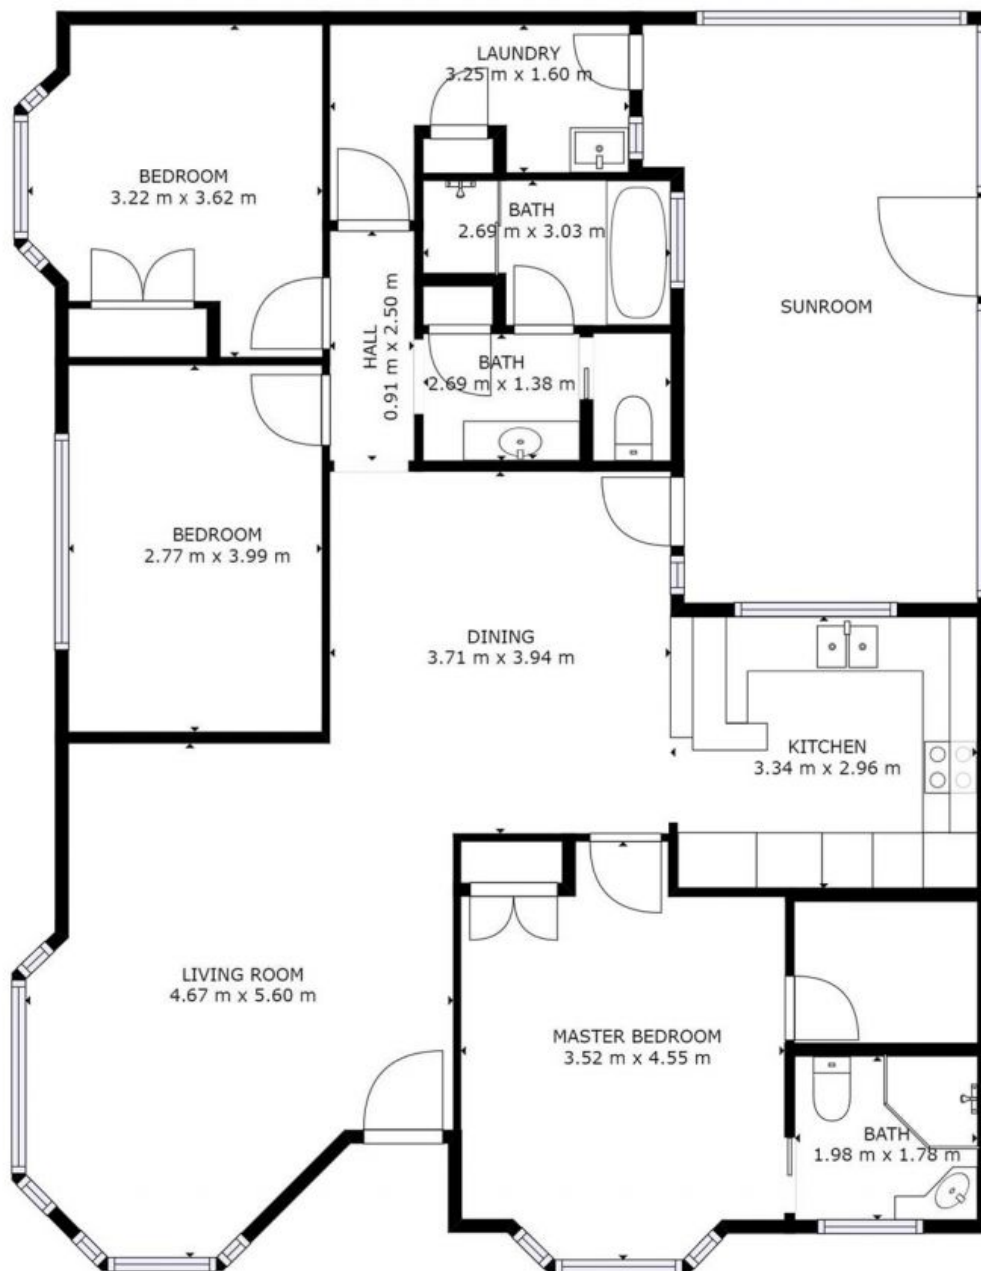 LAUNDRY
3.25 m x 1.60 m
BEDROOM
3.22 m x 3.62 m
BATH
2.69 m x 3.03 m
SUNROOM
HALL
0.91 m x 2.50 m
BATH
2.69 m x 1.38 m
BEDROOM
2.77 m x 3.99 m
DINING
3.71 m x 3.94 m
KITCHEN
3.34 m x 2.96 m
LIVING ROOM
4.67 m x 5.60 m
MASTER BEDROOM
3.52 m x 4.55 m
BATH
1.98 m x 1.78 m